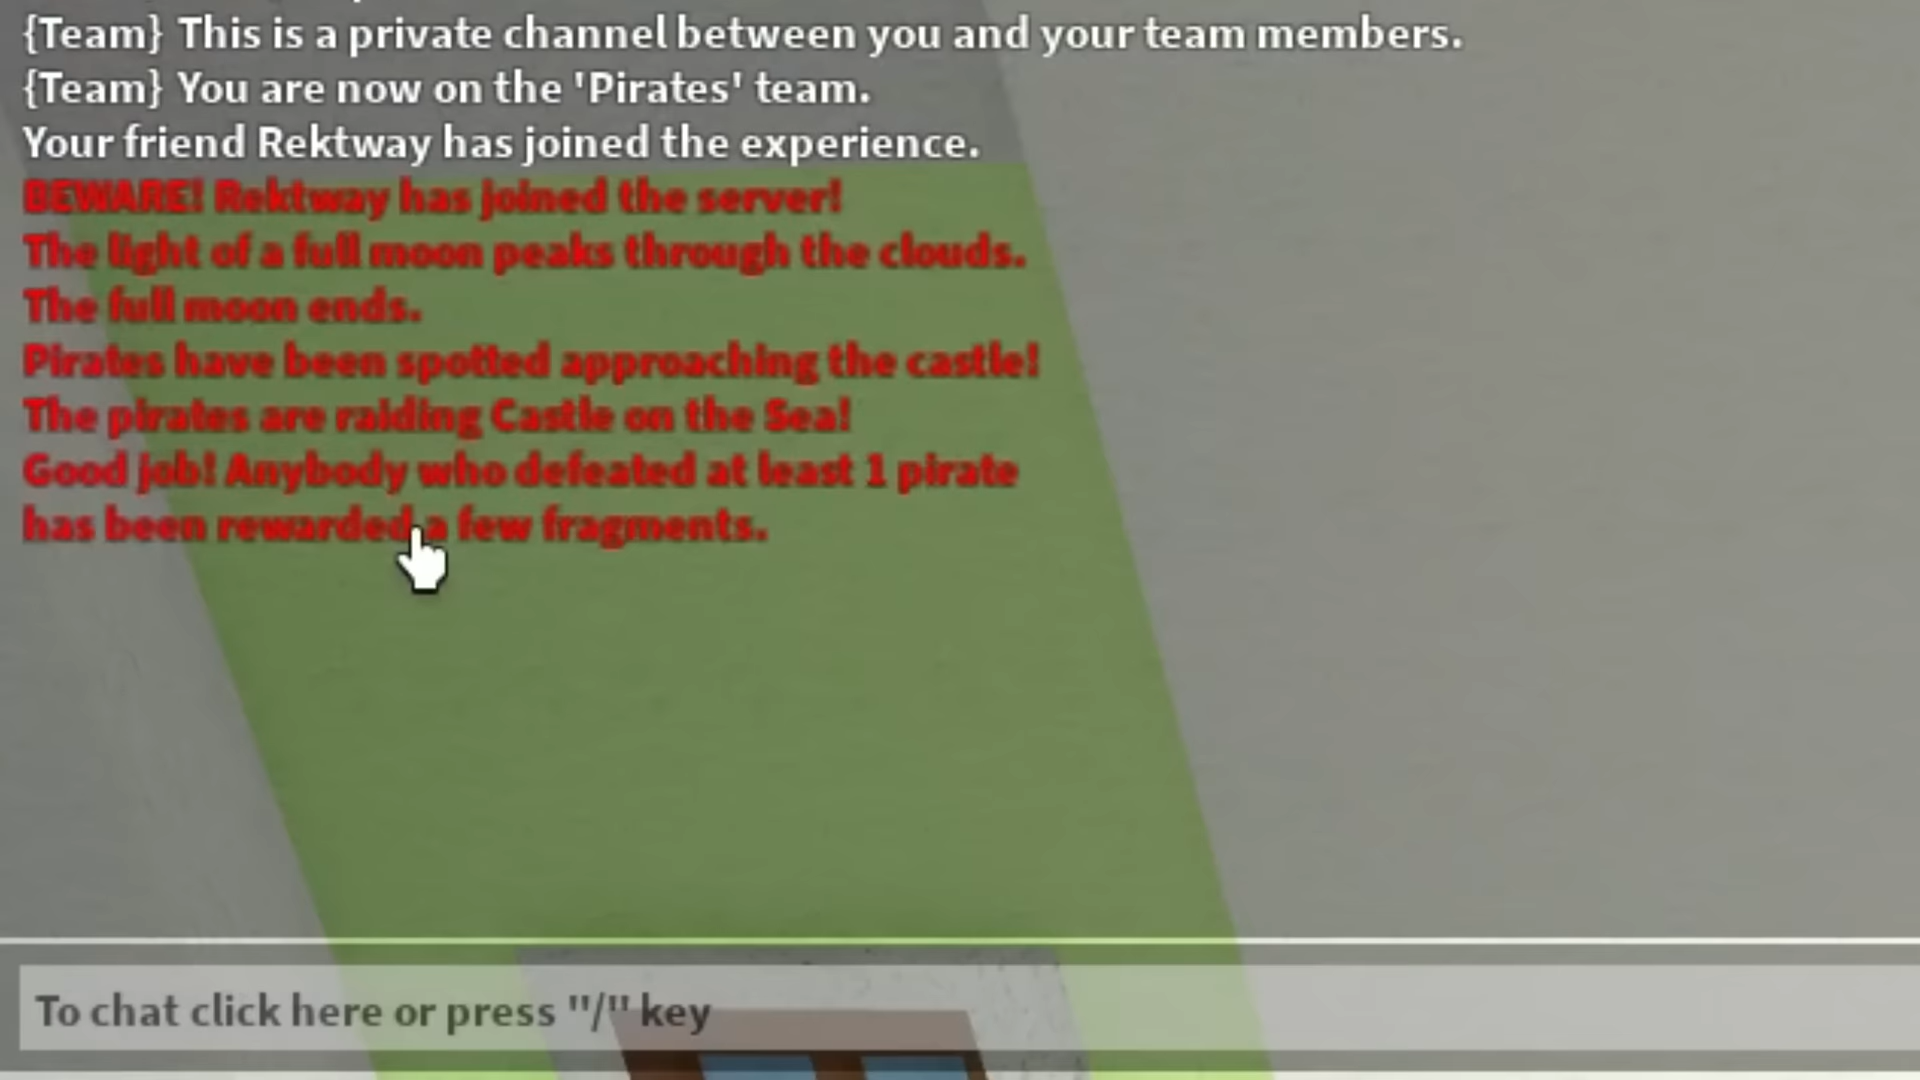 {Team} This is a private channel between you and your team members.
{Team} You are now on the 'Pirates' team.
Your friend Rektway has joined the experience.
BEWARE! Rektway has joined the server!
The light of a full moon peaks through the clouds.
The full moon ends.
Pirates have been spotted approaching the castle!
The pirates are raiding Castle on the Sea!
Good job! Anybody who defeated at least 1 pirate
has been rewarded a few fragments.
To chat click here or press "/" key